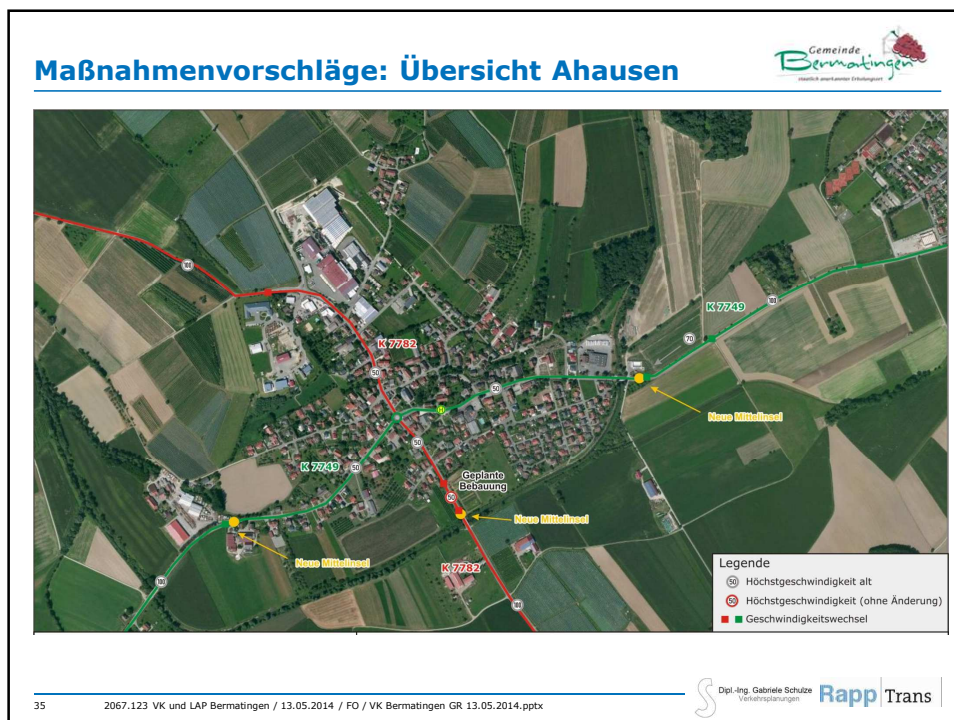 Maßnahmenvorschläge: Übersicht Ahausen
Gemeinde
Bermatingen
staatlich anerkannter Erholungsort
100
K 7749
100
70
K 7782
50
50
H
Neue Mittelinsel
50
K 7749
50
Geplante
Bebauung
50
Neue Mittelinsel
Neue Mittelinsel
K 7782
100
100
Legende
50 Höchstgeschwindigkeit alt
50 Höchstgeschwindigkeit (ohne Änderung)
Geschwindigkeitswechsel
35 2067.123 VK und LAP Bermatingen / 13.05.2014 / FO / VK Bermatingen GR 13.05.2014.pptx
Dipl.-Ing. Gabriele Schulze
Verkehrsplanungen
Rapp Trans